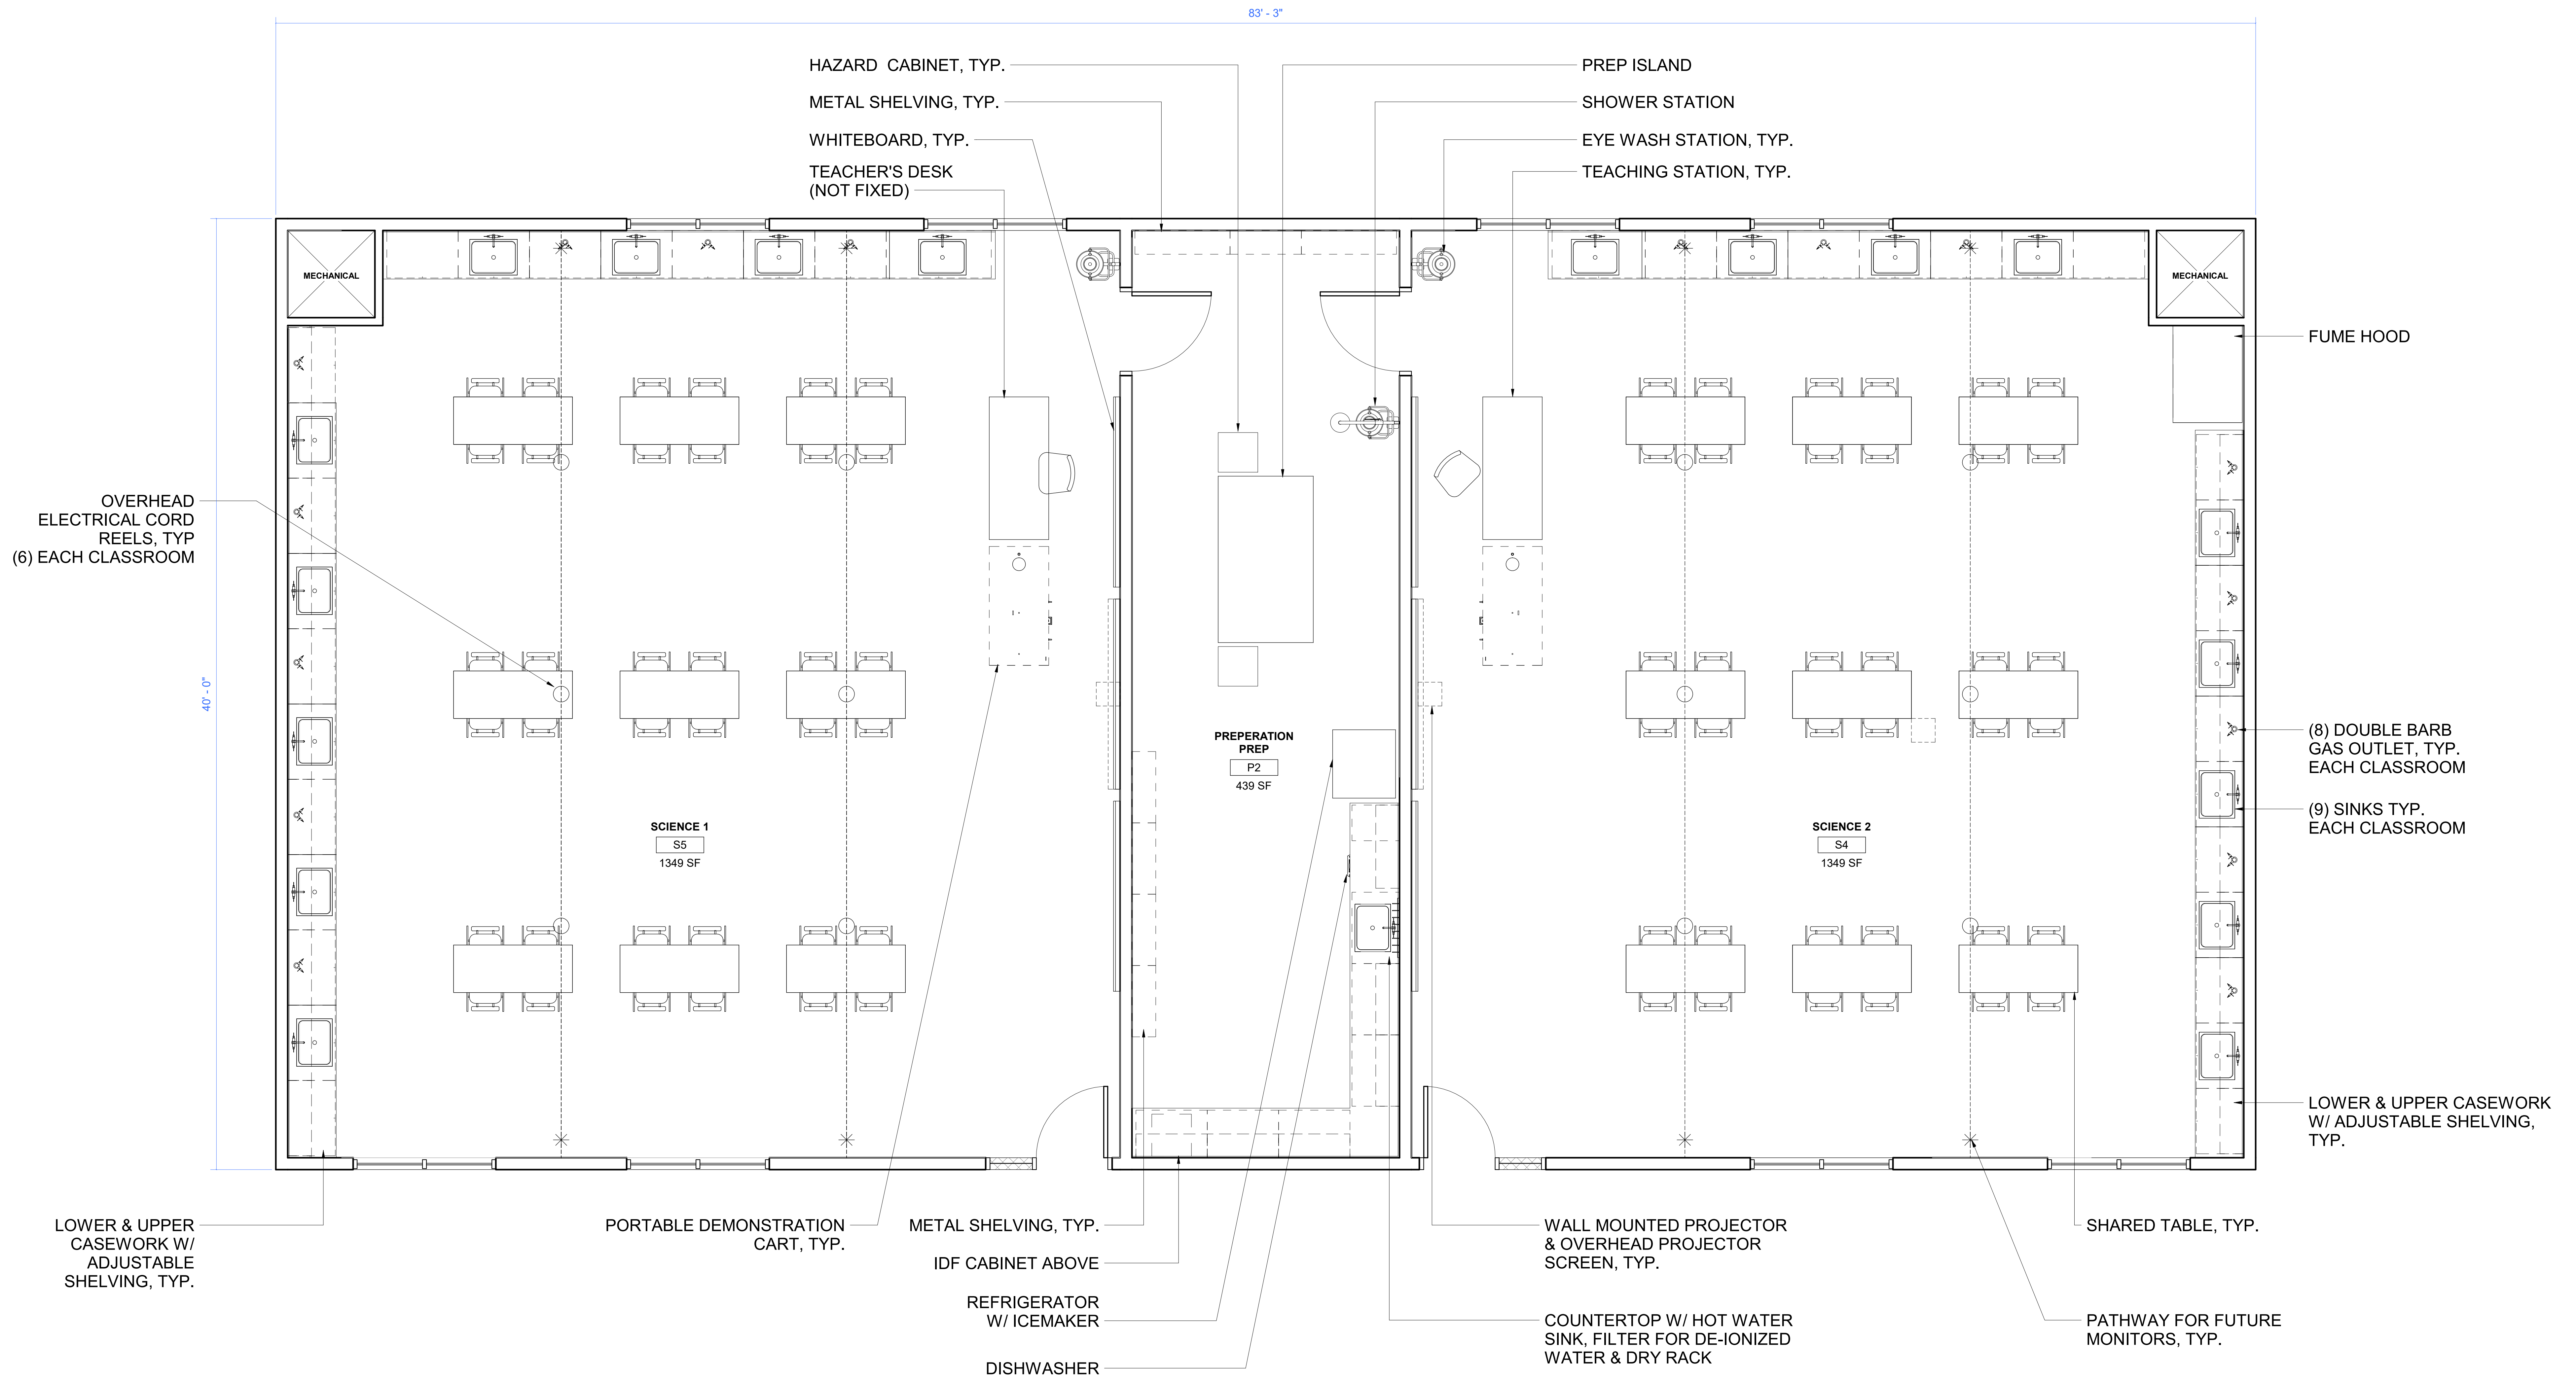 83' - 3"
HAZARD CABINET, TYP.
METAL SHELVING, TYP.
WHITEBOARD, TYP.
TEACHER'S DESK
(NOT FIXED)
PREP ISLAND
SHOWER STATION
EYE WASH STATION, TYP.
TEACHING STATION, TYP.
MECHANICAL
MECHANICAL
FUME HOOD
OVERHEAD
ELECTRICAL CORD
REELS, TYP
(6) EACH CLASSROOM
40' - 0"
PREPERATION
PREP
P2
439 SF
SCIENCE 1
S5
1349 SF
SCIENCE 2
S4
1349 SF
(8) DOUBLE BARB
GAS OUTLET, TYP.
EACH CLASSROOM
(9) SINKS TYP.
EACH CLASSROOM
LOWER & UPPER CASEWORK
W/ ADJUSTABLE SHELVING,
TYP.
LOWER & UPPER
CASEWORK W/
ADJUSTABLE
SHELVING, TYP.
PORTABLE DEMONSTRATION
CART, TYP.
METAL SHELVING, TYP.
IDF CABINET ABOVE
REFRIGERATOR
W/ ICEMAKER
DISHWASHER
WALL MOUNTED PROJECTOR
& OVERHEAD PROJECTOR
SCREEN, TYP.
COUNTERTOP W/ HOT WATER
SINK, FILTER FOR DE-IONIZED
WATER & DRY RACK
SHARED TABLE, TYP.
PATHWAY FOR FUTURE
MONITORS, TYP.